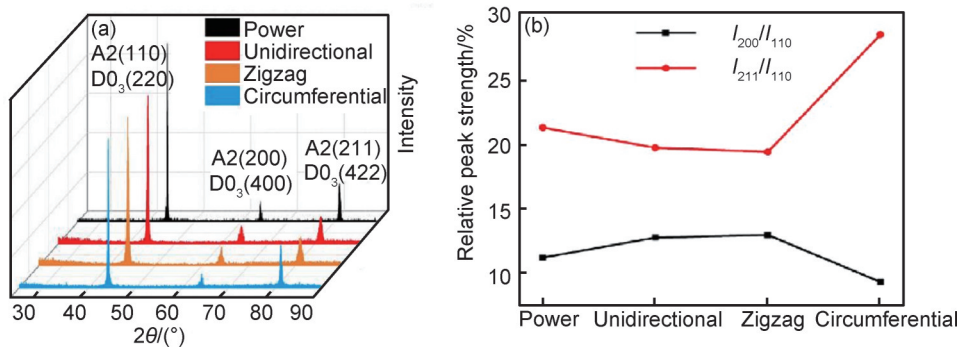 (a)
Power
Unidirectional
Zigzag
Circumferential
A2(110)
D0₃(220)
A2(200)
D0₃(400)
A2(211)
D0₃(422)
Intensity
30 40 50 60 70 80 90
2θ/(°)
(b)
I₂₀₀/I₁₁₀
I₂₁₁/I₁₁₀
Relative peak strength/%
30
25
20
15
10
Power Unidirectional Zigzag Circumferential